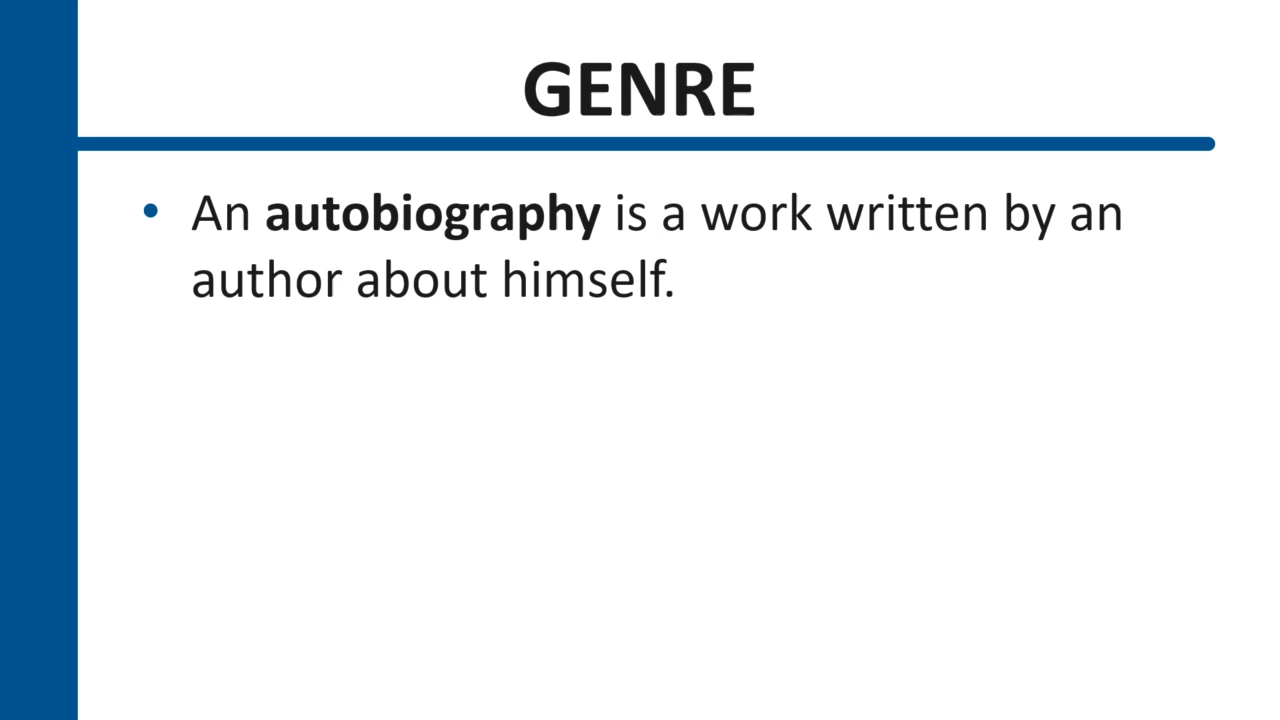 GENRE
• An autobiography is a work written by an
author about himself.